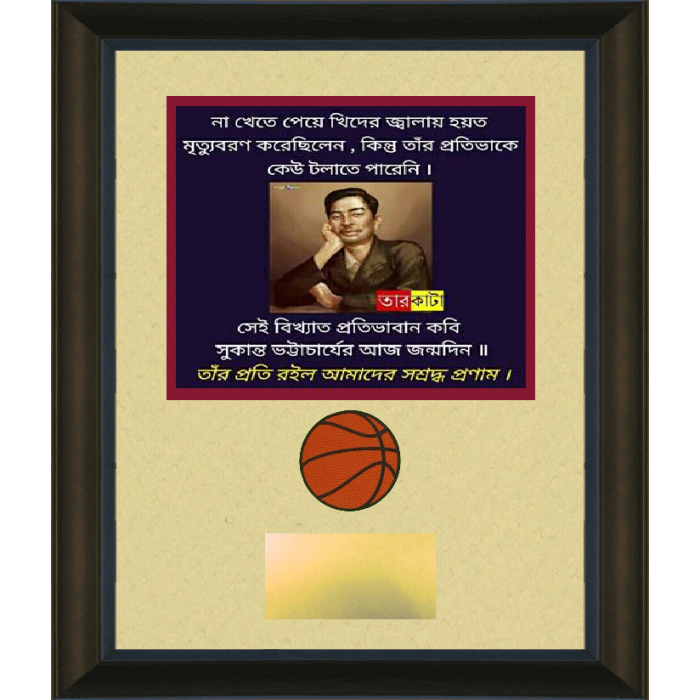 না খেতে পেয়ে খিদের জ্বালায় হয়ত
মৃত্যুবরণ করেছিলেন , কিন্তু তাঁর প্রতিভাকে
কেউ টলাতে পারেনি ।
তারকাটা
সেই বিখ্যাত প্রতিভাবান কবি
সুকান্ত ভট্টাচার্যের আজ জন্মদিন ॥
তাঁর প্রতি রইল আমাদের সশ্রদ্ধ প্রণাম ।